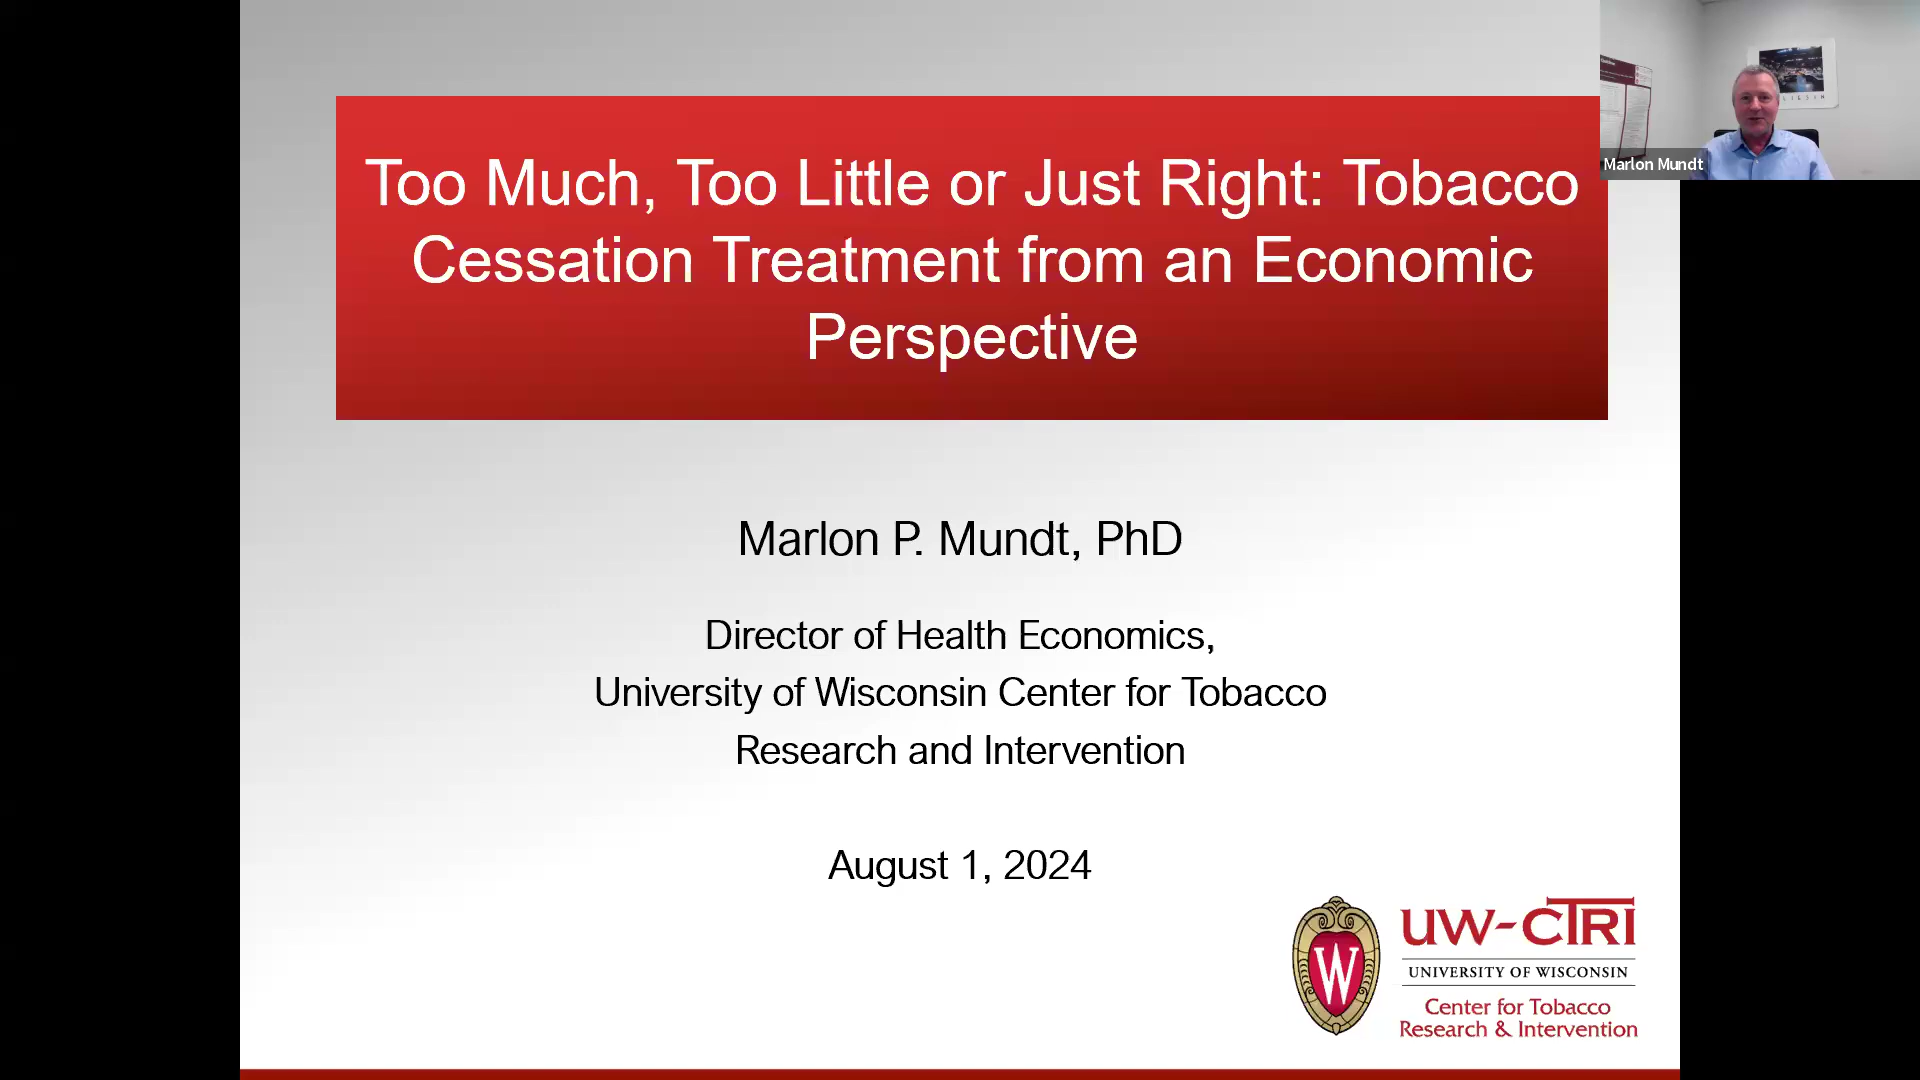 Too Much, Too Little or Just Right: Tobacco
Cessation Treatment from an Economic
Perspective
Marlon Mundt
Marlon P. Mundt, PhD
Director of Health Economics,
University of Wisconsin Center for Tobacco
Research and Intervention
August 1, 2024
W
UW-CTRI
UNIVERSITY OF WISCONSIN
Center for Tobacco
Research & Intervention